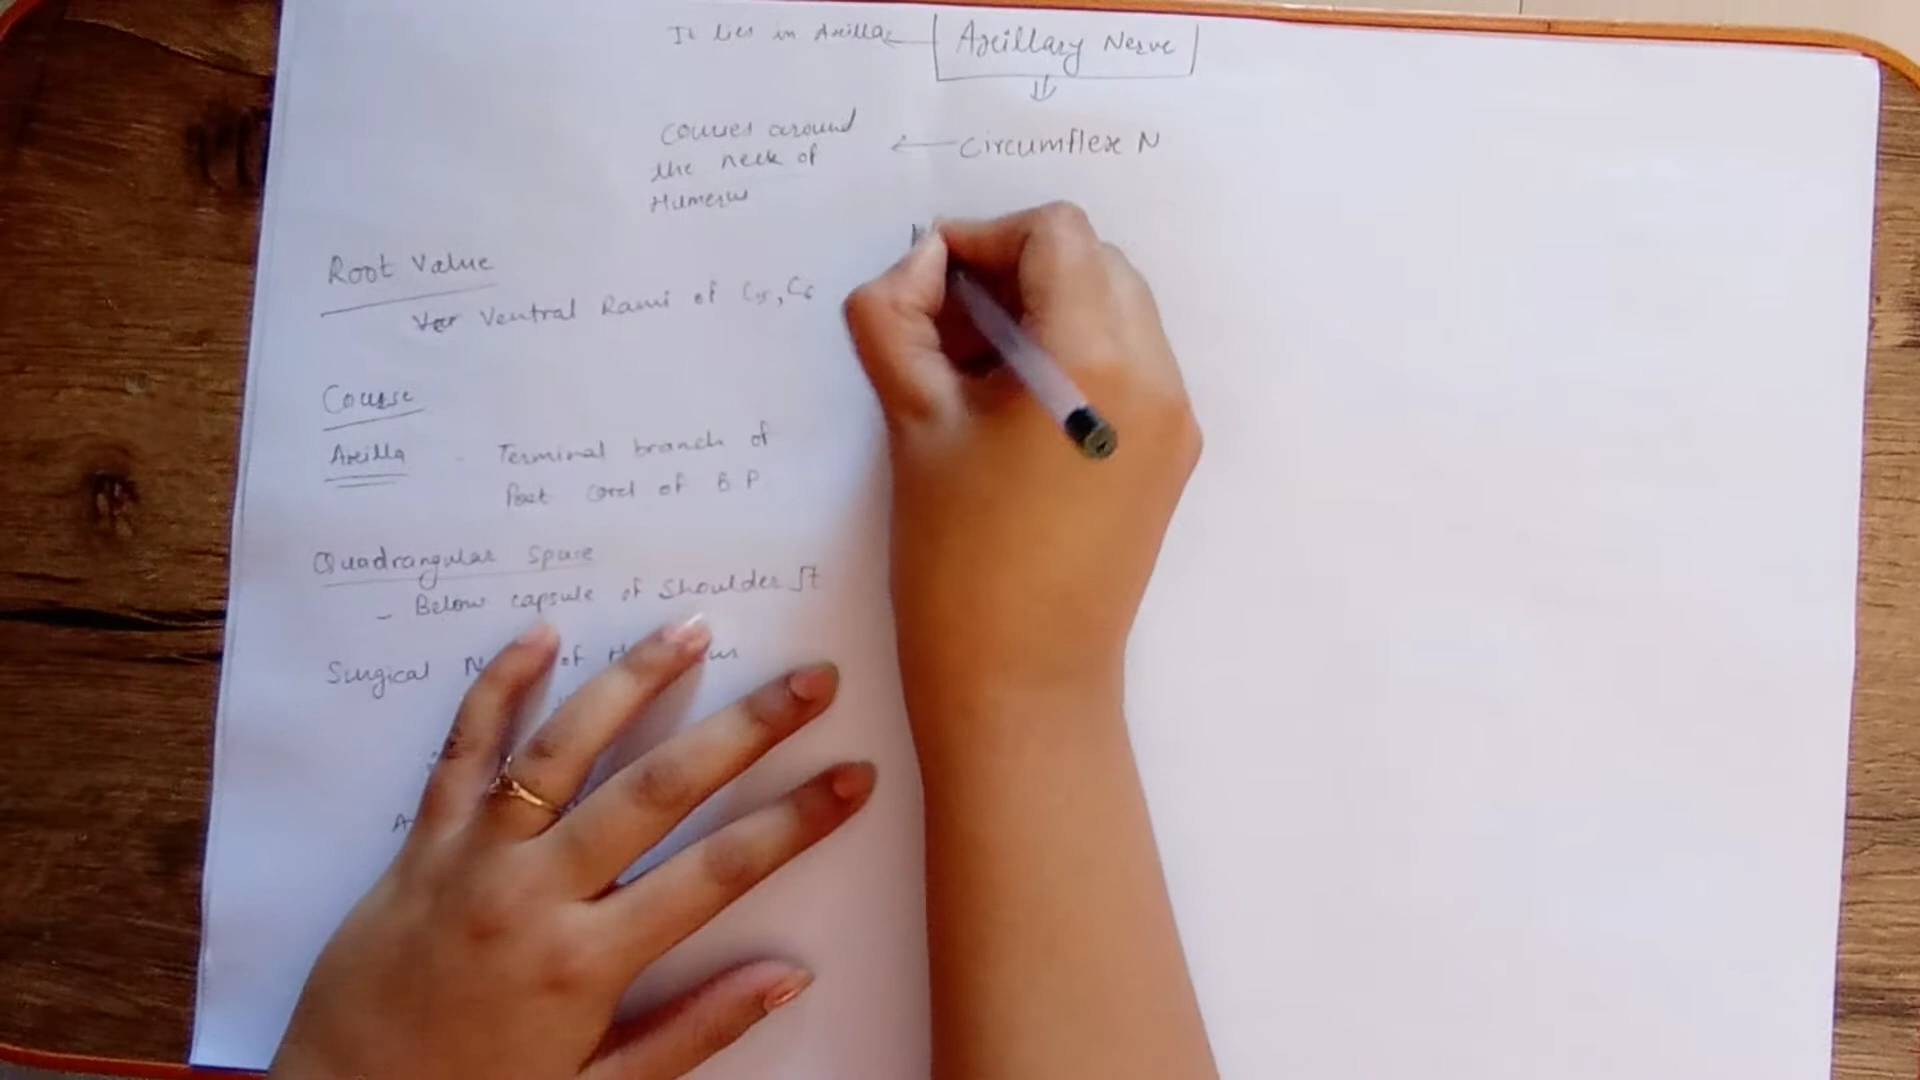 It lies in Axilla
Axillary Nerve
Circumflex N
Courses around
the neck of
Humerus
Root Value
Ventral Rami of C5, C6
Course
Axilla - Terminal branch of
Post cord of B P
Quadrangular Space
- Below capsule of Shoulder Jt
Surgical of